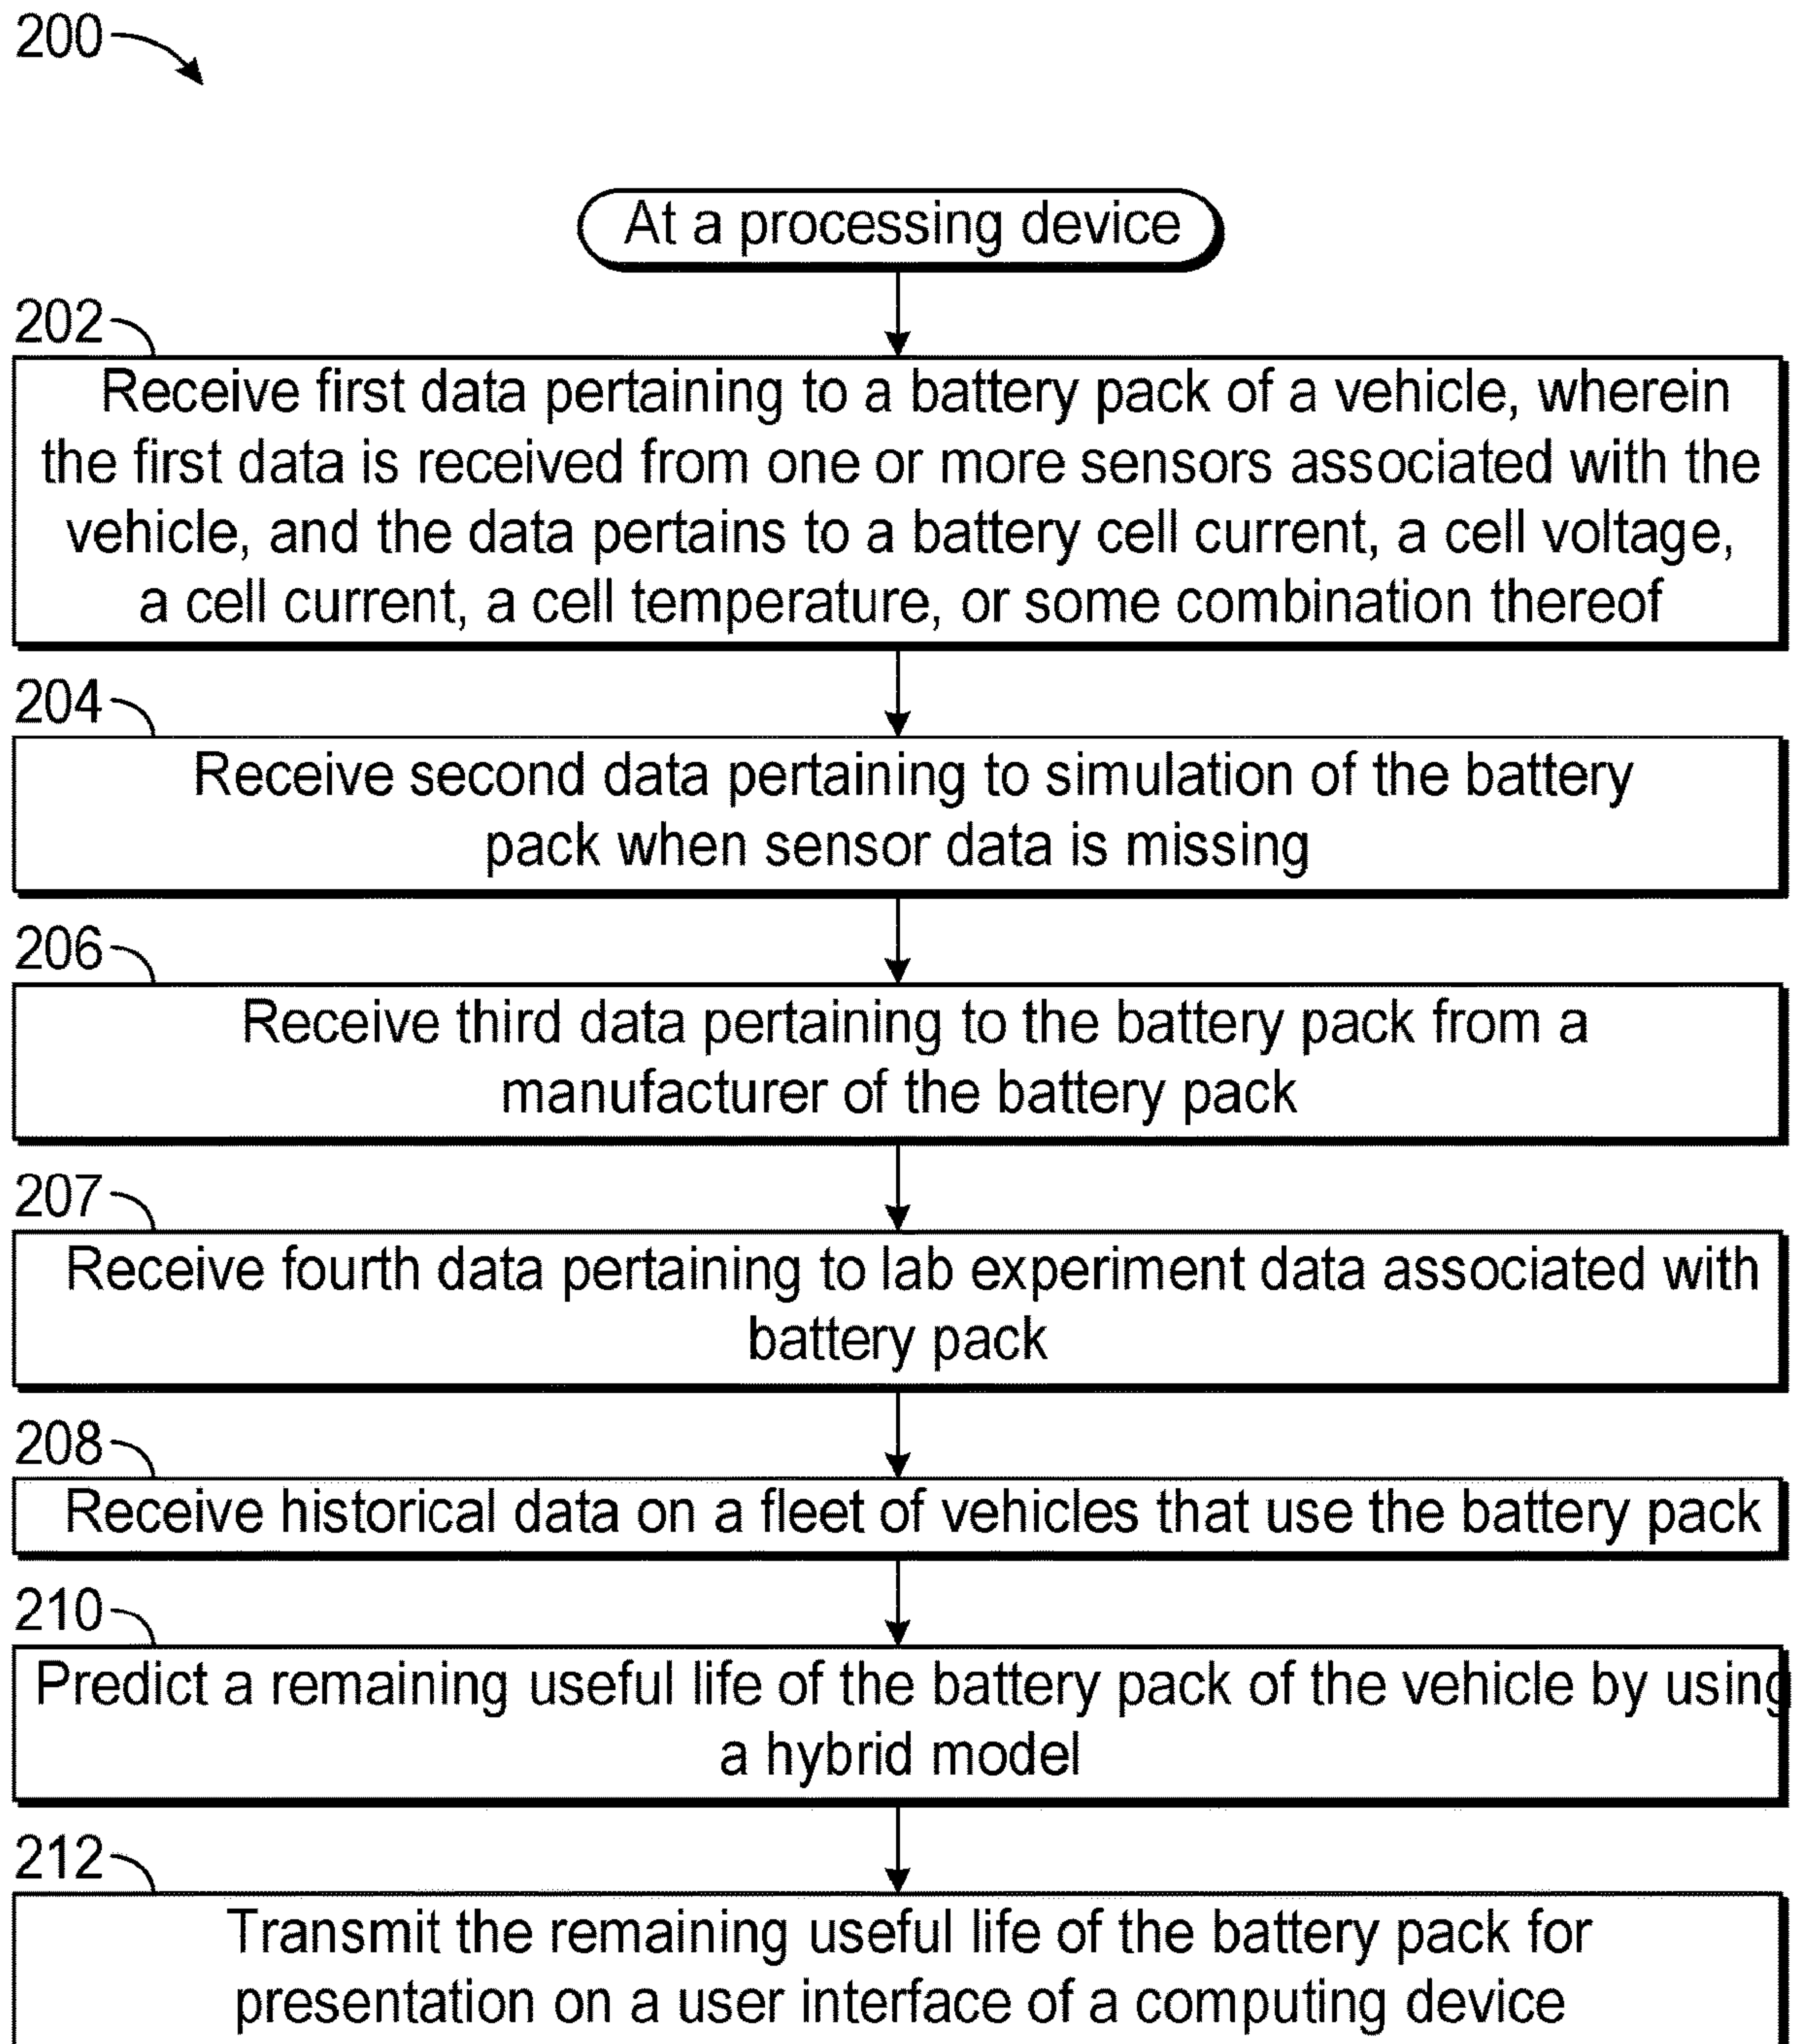 200
At a processing device
202
Receive first data pertaining to a battery pack of a vehicle, wherein
the first data is received from one or more sensors associated with the
vehicle, and the data pertains to a battery cell current, a cell voltage,
a cell current, a cell temperature, or some combination thereof
204
Receive second data pertaining to simulation of the battery
pack when sensor data is missing
206
Receive third data pertaining to the battery pack from a
manufacturer of the battery pack
207
Receive fourth data pertaining to lab experiment data associated with
battery pack
208
Receive historical data on a fleet of vehicles that use the battery pack
210
Predict a remaining useful life of the battery pack of the vehicle by using
a hybrid model
212
Transmit the remaining useful life of the battery pack for
presentation on a user interface of a computing device